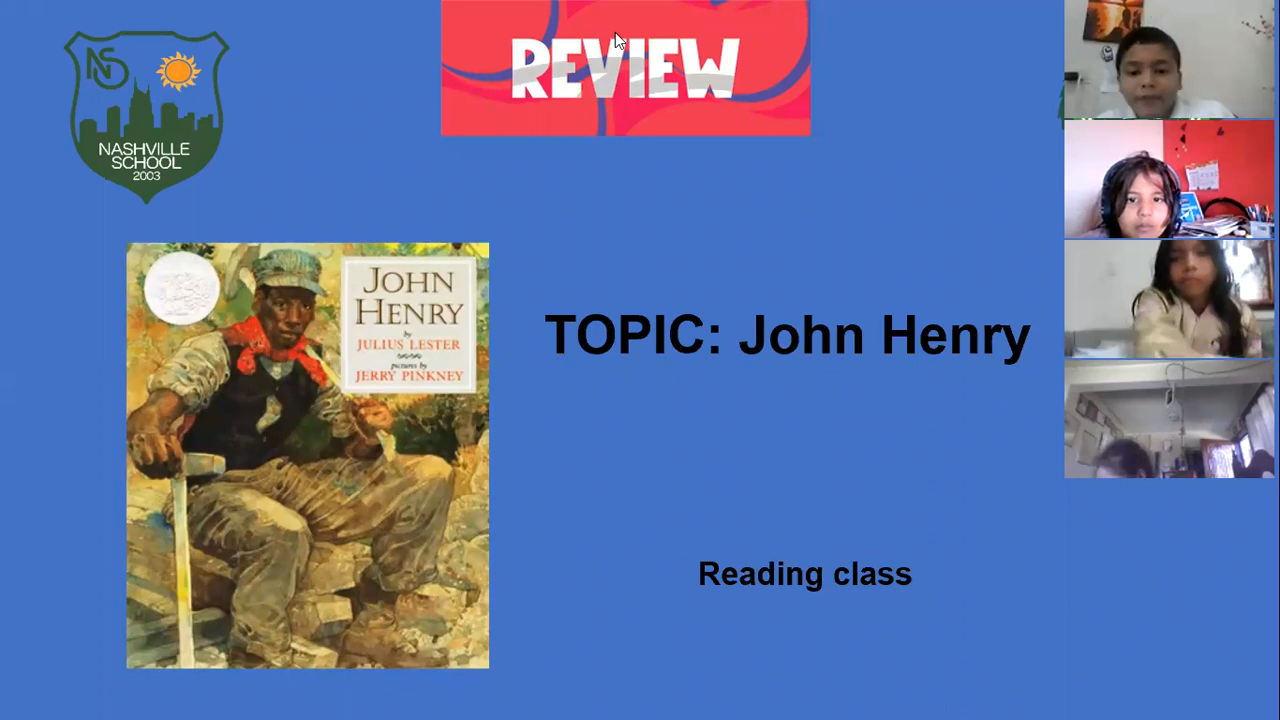 REVIEW
NS
NASHVILLE
SCHOOL
2003
JOHN
HENRY
by
JULIUS LESTER
pictures by
JERRY PINKNEY
TOPIC: John Henry
Reading class